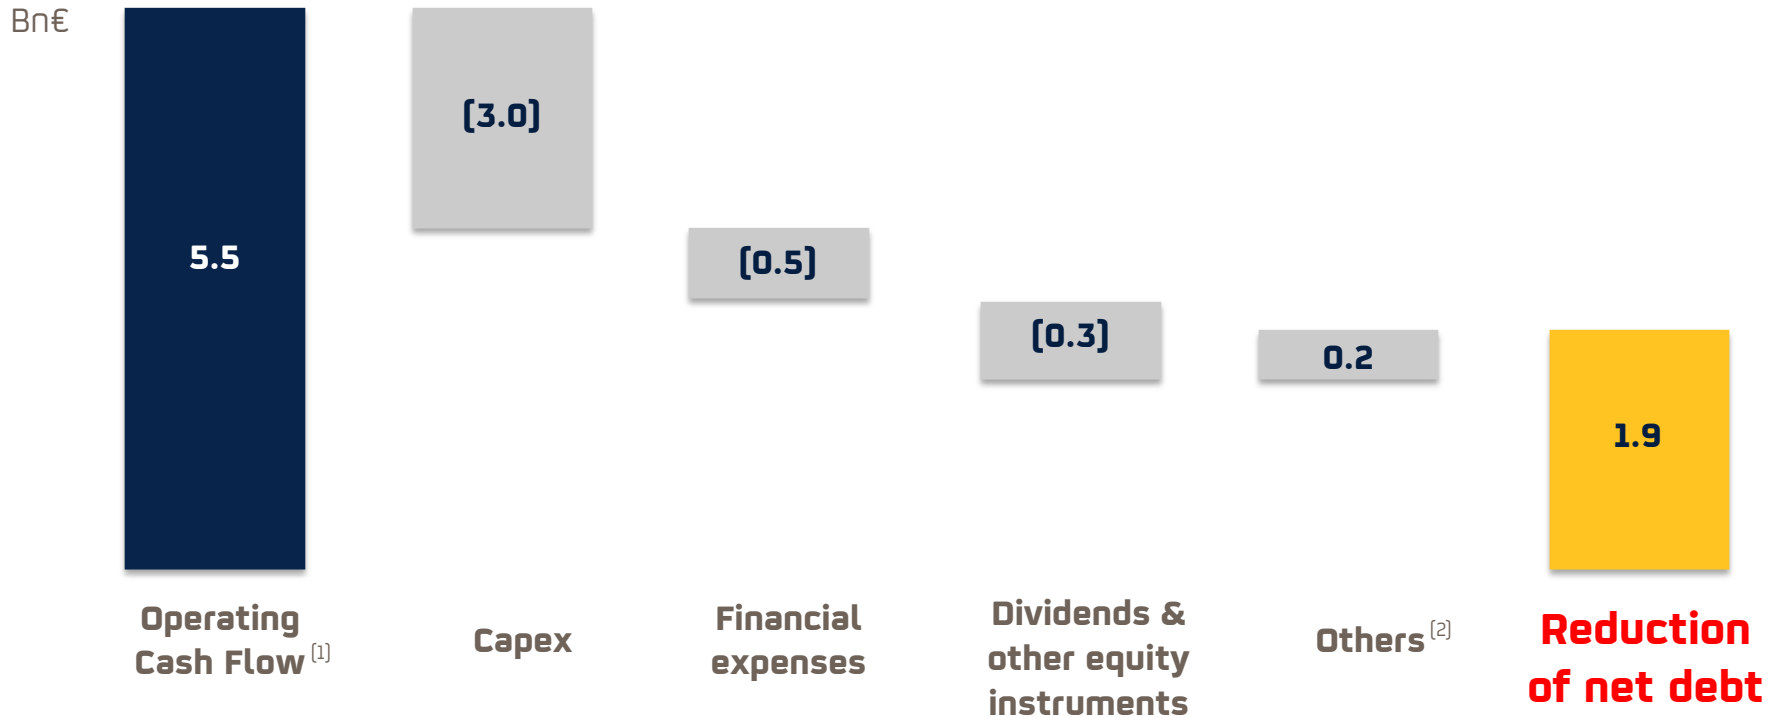 Bn€
5.5
(3.0)
(0.5)
(0.3)
0.2
1.9
Operating
Cash Flow (1)
Capex
Financial
expenses
Dividends &
other equity
instruments
Others (2)
Reduction
of net debt